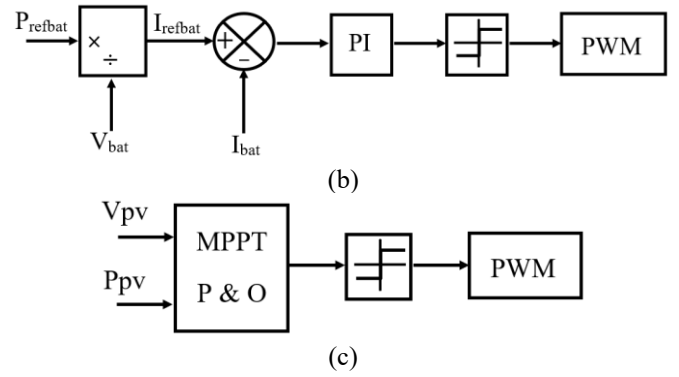 P_refbat
I_refbat
×
÷
+
−
PI
PWM
V_bat
I_bat
(b)
Vpv
MPPT
PWM
Ppv
P & O
(c)